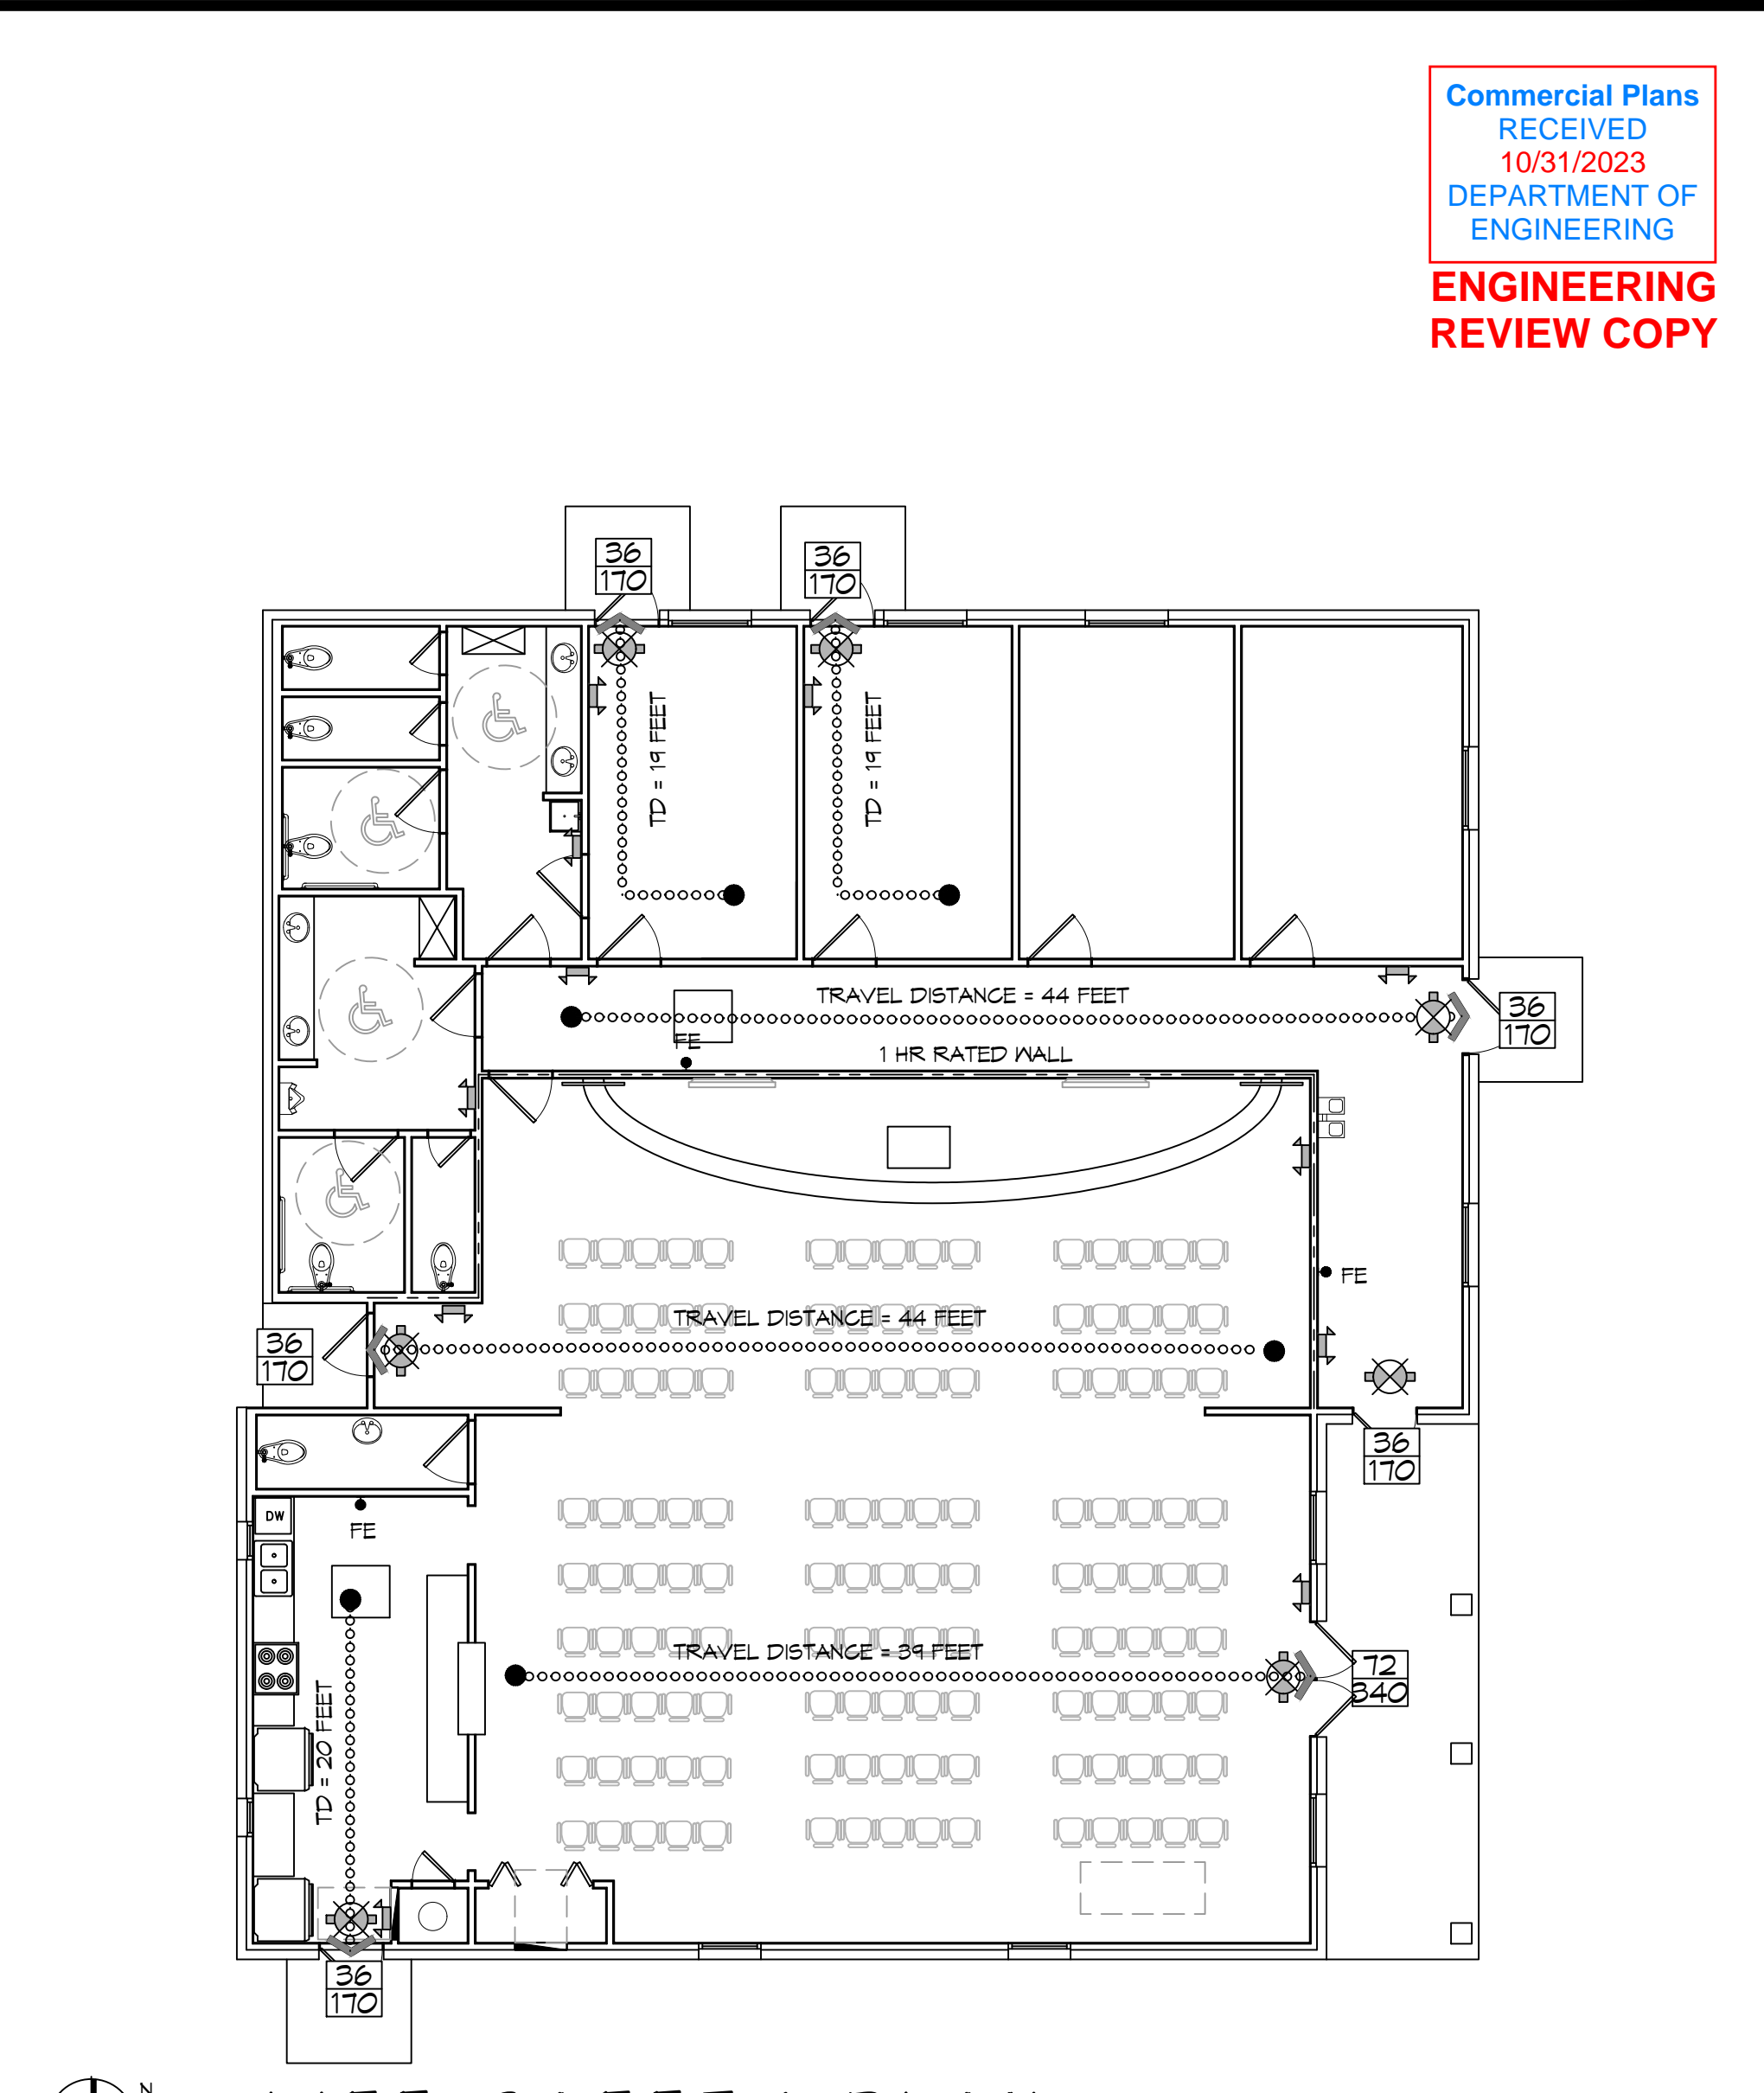 Commercial Plans
RECEIVED
10/31/2023
DEPARTMENT OF
ENGINEERING
ENGINEERING
REVIEW COPY
36
170
36
170
TD = 19 FEET
TD = 19 FEET
TRAVEL DISTANCE = 44 FEET
36
170
FE
1 HR RATED WALL
FE
TRAVEL DISTANCE = 44 FEET
36
170
36
170
DW
FE
TRAVEL DISTANCE = 39 FEET
72
340
TD = 20 FEET
36
170
N